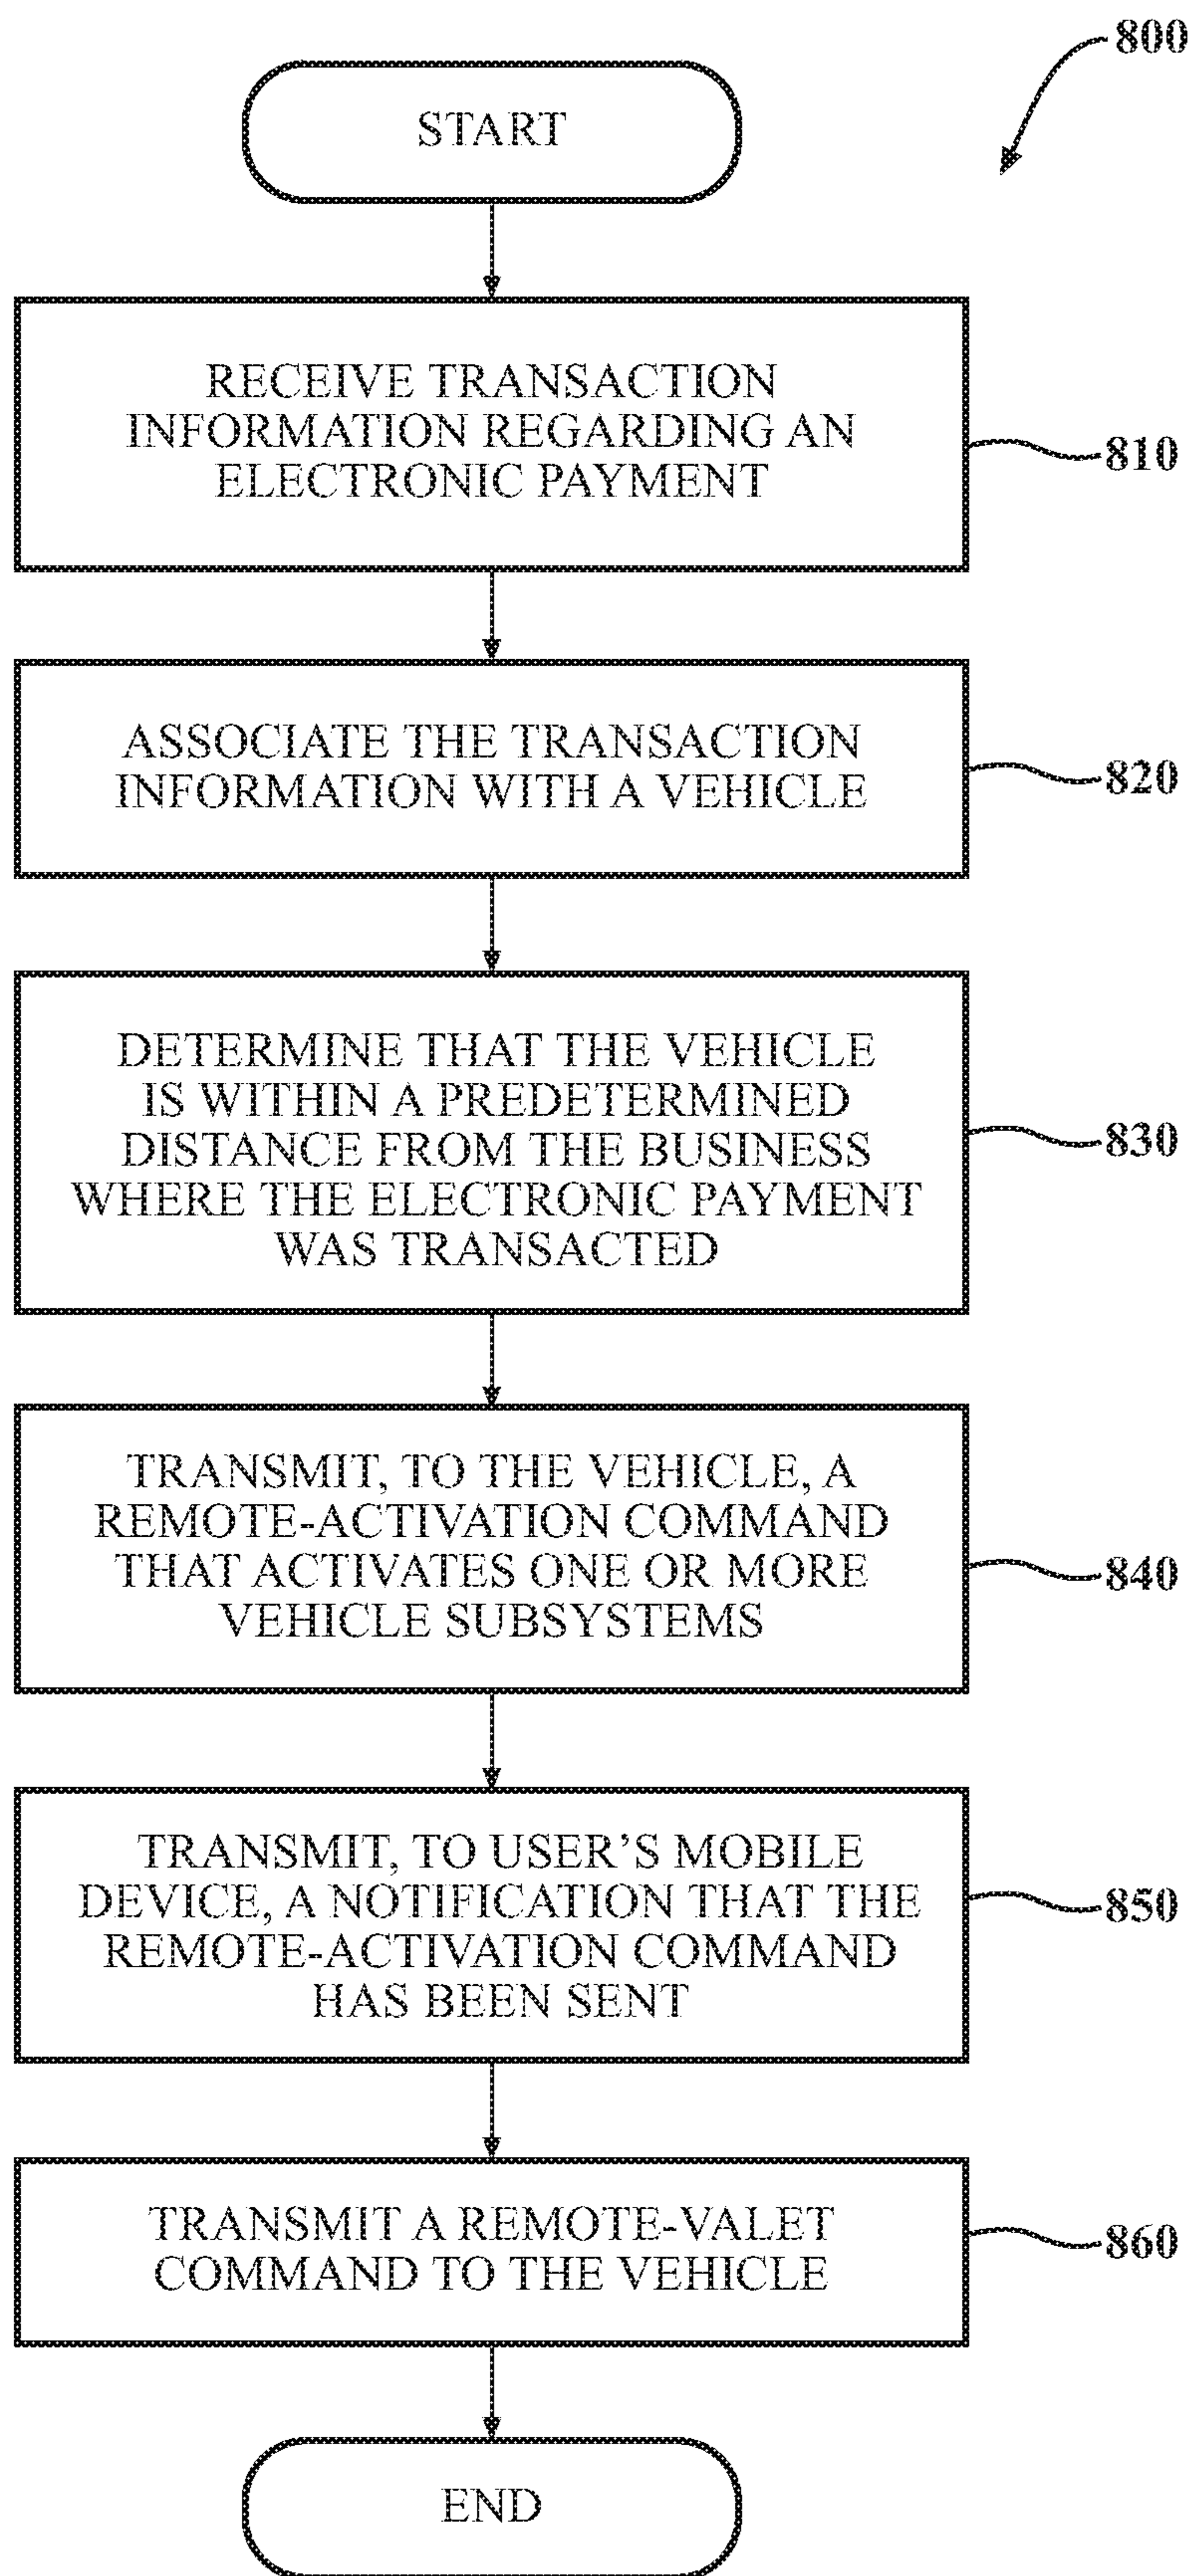 800
START
RECEIVE TRANSACTION
INFORMATION REGARDING AN
ELECTRONIC PAYMENT
810
ASSOCIATE THE TRANSACTION
INFORMATION WITH A VEHICLE
820
DETERMINE THAT THE VEHICLE
IS WITHIN A PREDETERMINED
DISTANCE FROM THE BUSINESS
WHERE THE ELECTRONIC PAYMENT
WAS TRANSACTED
830
TRANSMIT, TO THE VEHICLE, A
REMOTE-ACTIVATION COMMAND
THAT ACTIVATES ONE OR MORE
VEHICLE SUBSYSTEMS
840
TRANSMIT, TO USER’S MOBILE
DEVICE, A NOTIFICATION THAT THE
REMOTE-ACTIVATION COMMAND
HAS BEEN SENT
850
TRANSMIT A REMOTE-VALET
COMMAND TO THE VEHICLE
860
END